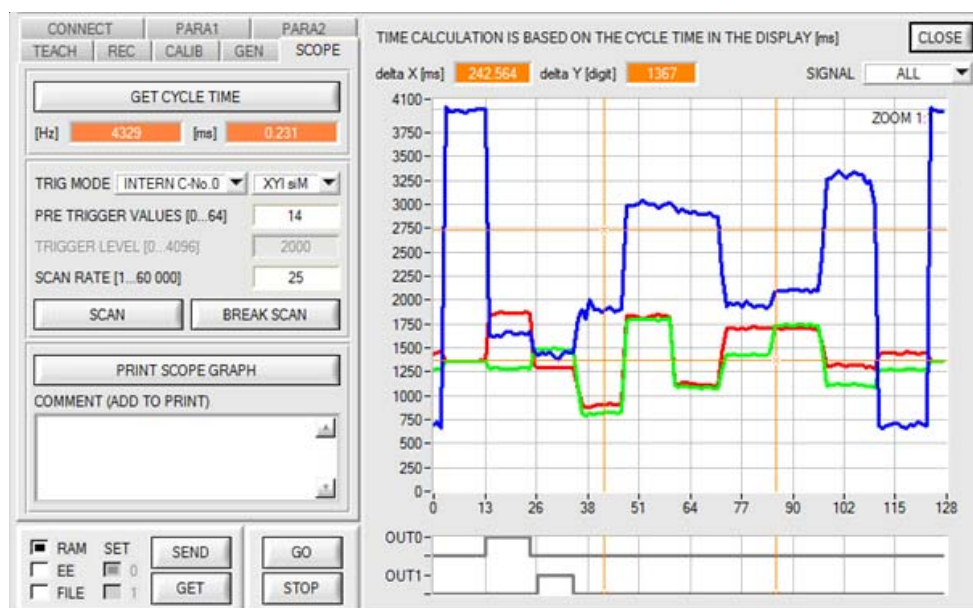 CONNECT PARA1 PARA2
TEACH REC CALIB GEN SCOPE
GET CYCLE TIME
[Hz] 4329 [ms] 0.231
TRIG MODE INTERN C-No.0 XYI siM
PRE TRIGGER VALUES [0...64] 14
TRIGGER LEVEL [0...4096] 2000
SCAN RATE [1...60 000] 25
SCAN BREAK SCAN
PRINT SCOPE GRAPH
COMMENT (ADD TO PRINT)
RAM SET SEND GO
EE 0
FILE 1 GET STOP
TIME CALCULATION IS BASED ON THE CYCLE TIME IN THE DISPLAY [ms] CLOSE
delta X [ms] 242.564 delta Y [digit] 1367 SIGNAL ALL
ZOOM 1:
4100
3750
3500
3250
3000
2750
2500
2250
2000
1750
1500
1250
1000
750
500
250
0
0 13 26 38 51 64 77 90 102 115 128
OUT0
OUT1